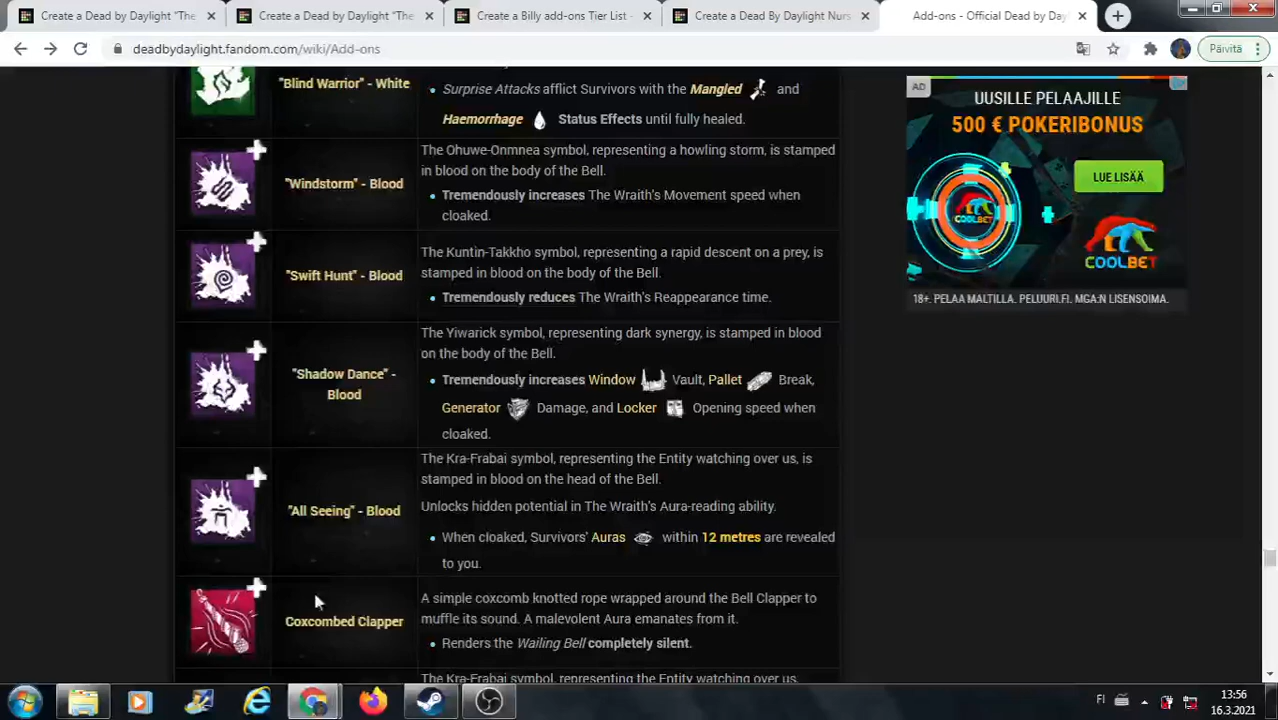 Create a Dead by Daylight "The
Create a Dead by Daylight "The
Create a Billy add-ons Tier List -
Create a Dead By Daylight Nurs
Add-ons - Official Dead by Day
deadbydaylight.fandom.com/wiki/Add-ons
Päivitä
"Blind Warrior" - White
Surprise Attacks afflict Survivors with the Mangled and
Haemorrhage Status Effects until fully healed.
"Windstorm" - Blood
The Ohuwe-Onmnea symbol, representing a howling storm, is stamped
in blood on the body of the Bell.
Tremendously increases The Wraith's Movement speed when
cloaked.
"Swift Hunt" - Blood
The Kuntin-Takkho symbol, representing a rapid descent on a prey, is
stamped in blood on the body of the Bell.
Tremendously reduces The Wraith's Reappearance time.
"Shadow Dance" -
Blood
The Yiwarick symbol, representing dark synergy, is stamped in blood
on the body of the Bell.
Tremendously increases Window Vault, Pallet Break,
Generator Damage, and Locker Opening speed when
cloaked.
"All Seeing" - Blood
The Kra-Frabai symbol, representing the Entity watching over us, is
stamped in blood on the head of the Bell.
Unlocks hidden potential in The Wraith's Aura-reading ability.
When cloaked, Survivors' Auras within 12 metres are revealed
to you.
Coxcombed Clapper
A simple coxcomb knotted rope wrapped around the Bell Clapper to
muffle its sound. A malevolent Aura emanates from it.
Renders the Wailing Bell completely silent.
The Kra-Frabai symbol, representing the Entity watching over us,
AD
UUSILLE PELAAJILLE
500 € POKERIBONUS
LUE LISÄÄ
COOLBET
COOLBET
18+. PELAA MALTILLA. PELUURI.FI. MGA:N LISENSOIMA.
FI
13:56
16.3.2021